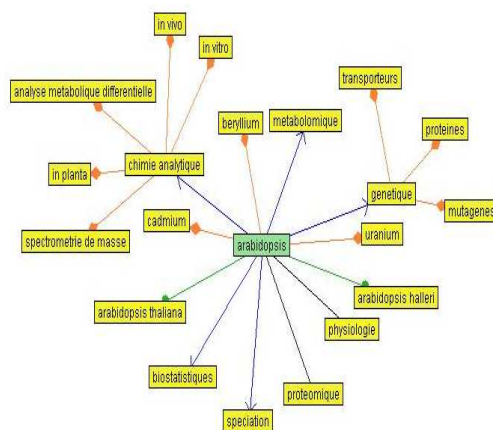 in vivo
in vitro
transporteurs
analyse metabolique differentielle
beryllium
metabolomique
proteines
chimie analytique
in planta
genetique
mutagenes
cadmium
spectrometrie de masse
arabidopsis
uranium
arabidopsis thaliana
arabidopsis halleri
physiologie
biostatistiques
proteomique
speciation